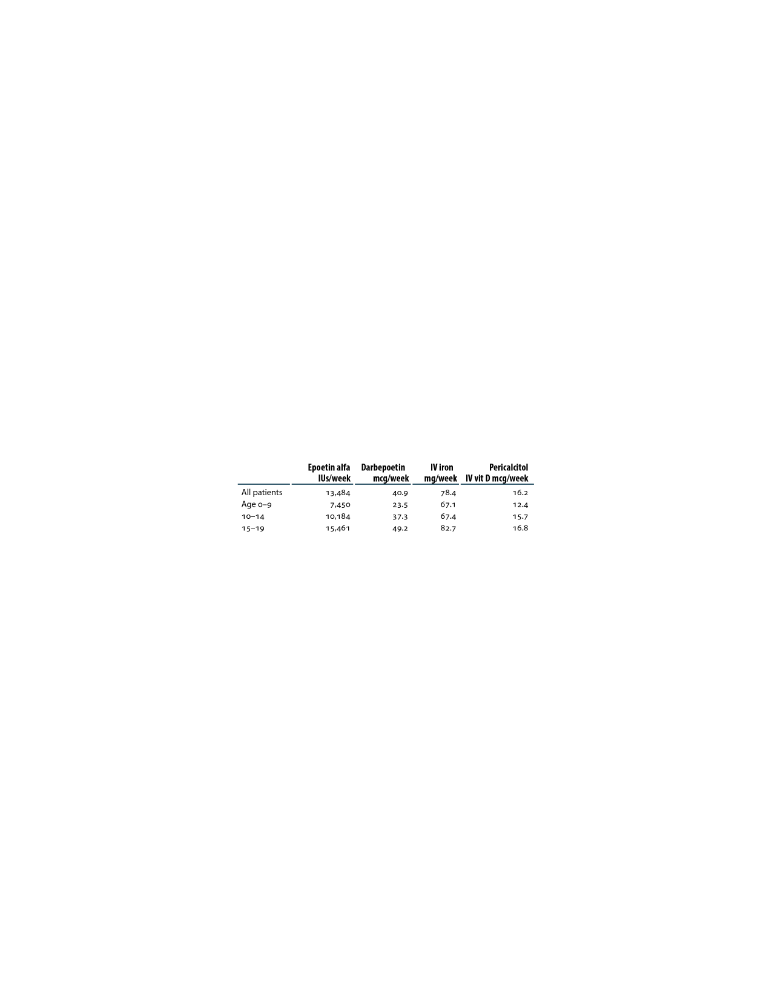 Epoetin alfa Darbepoetin IV iron Pericalcitol
IUs/week mcg/week mg/week IV vit D mcg/week
All patients 13,484 40.9 78.4 16.2
Age 0–9 7,450 23.5 67.1 12.4
10–14 10,184 37.3 67.4 15.7
15–19 15,461 49.2 82.7 16.8